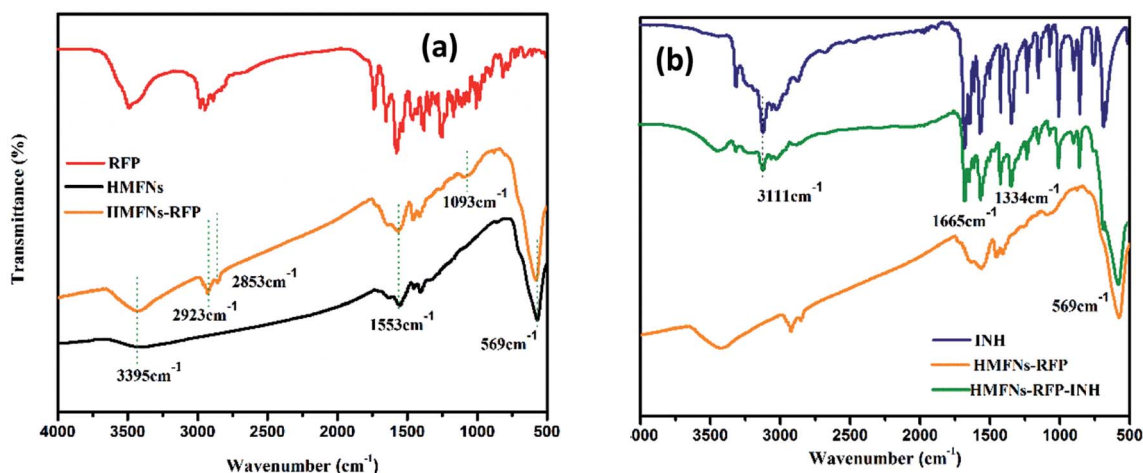 (a)
Transmittance (%)
RFP
HMFNs
HMFNs-RFP
1093cm⁻¹
2853cm⁻¹
2923cm⁻¹
1553cm⁻¹
569cm⁻¹
3395cm⁻¹
4000 3500 3000 2500 2000 1500 1000 500
Wavenumber (cm⁻¹)
(b)
Transmittance (%)
3111cm⁻¹
1334cm⁻¹
1665cm⁻¹
569cm⁻¹
INH
HMFNs-RFP
HMFNs-RFP-INH
000 3500 3000 2500 2000 1500 1000 500
Wavenumber (cm⁻¹)